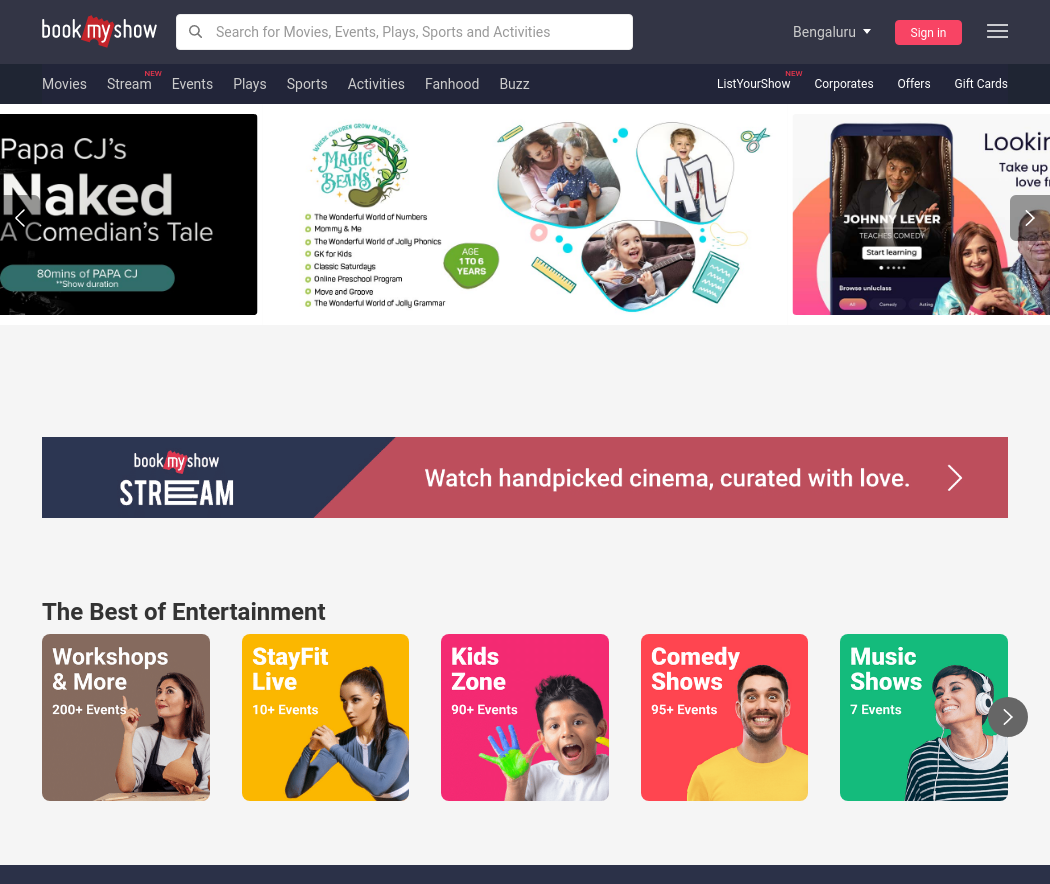 book my show
Search for Movies, Events, Plays, Sports and Activities
Bengaluru
Sign in
Movies
Stream
NEW
Events
Plays
Sports
Activities
Fanhood
Buzz
ListYourShow
NEW
Corporates
Offers
Gift Cards
Papa CJ's
Naked
A Comedian's Tale
80mins of PAPA CJ
**Show duration
WHERE CHILDREN GROW IN MIND & BODY
MAGIC
BEANS
The Wonderful World of Numbers
Mommy & Me
The Wonderful World of Jolly Phonics
GK for Kids
Classic Saturdays
Online Preschool Program
Move and Groove
The Wonderful World of Jolly Grammar
AGE
1 TO 6
YEARS
AZ
JOHNNY LEVER
TEACHES COMEDY
Start learning
Browse unluclass
All
Comedy
Acting
Lookin
Take up
love fr
book my show
STREAM
Watch handpicked cinema, curated with love.
The Best of Entertainment
Workshops
& More
200+ Events
StayFit
Live
10+ Events
Kids
Zone
90+ Events
Comedy
Shows
95+ Events
Music
Shows
7 Events